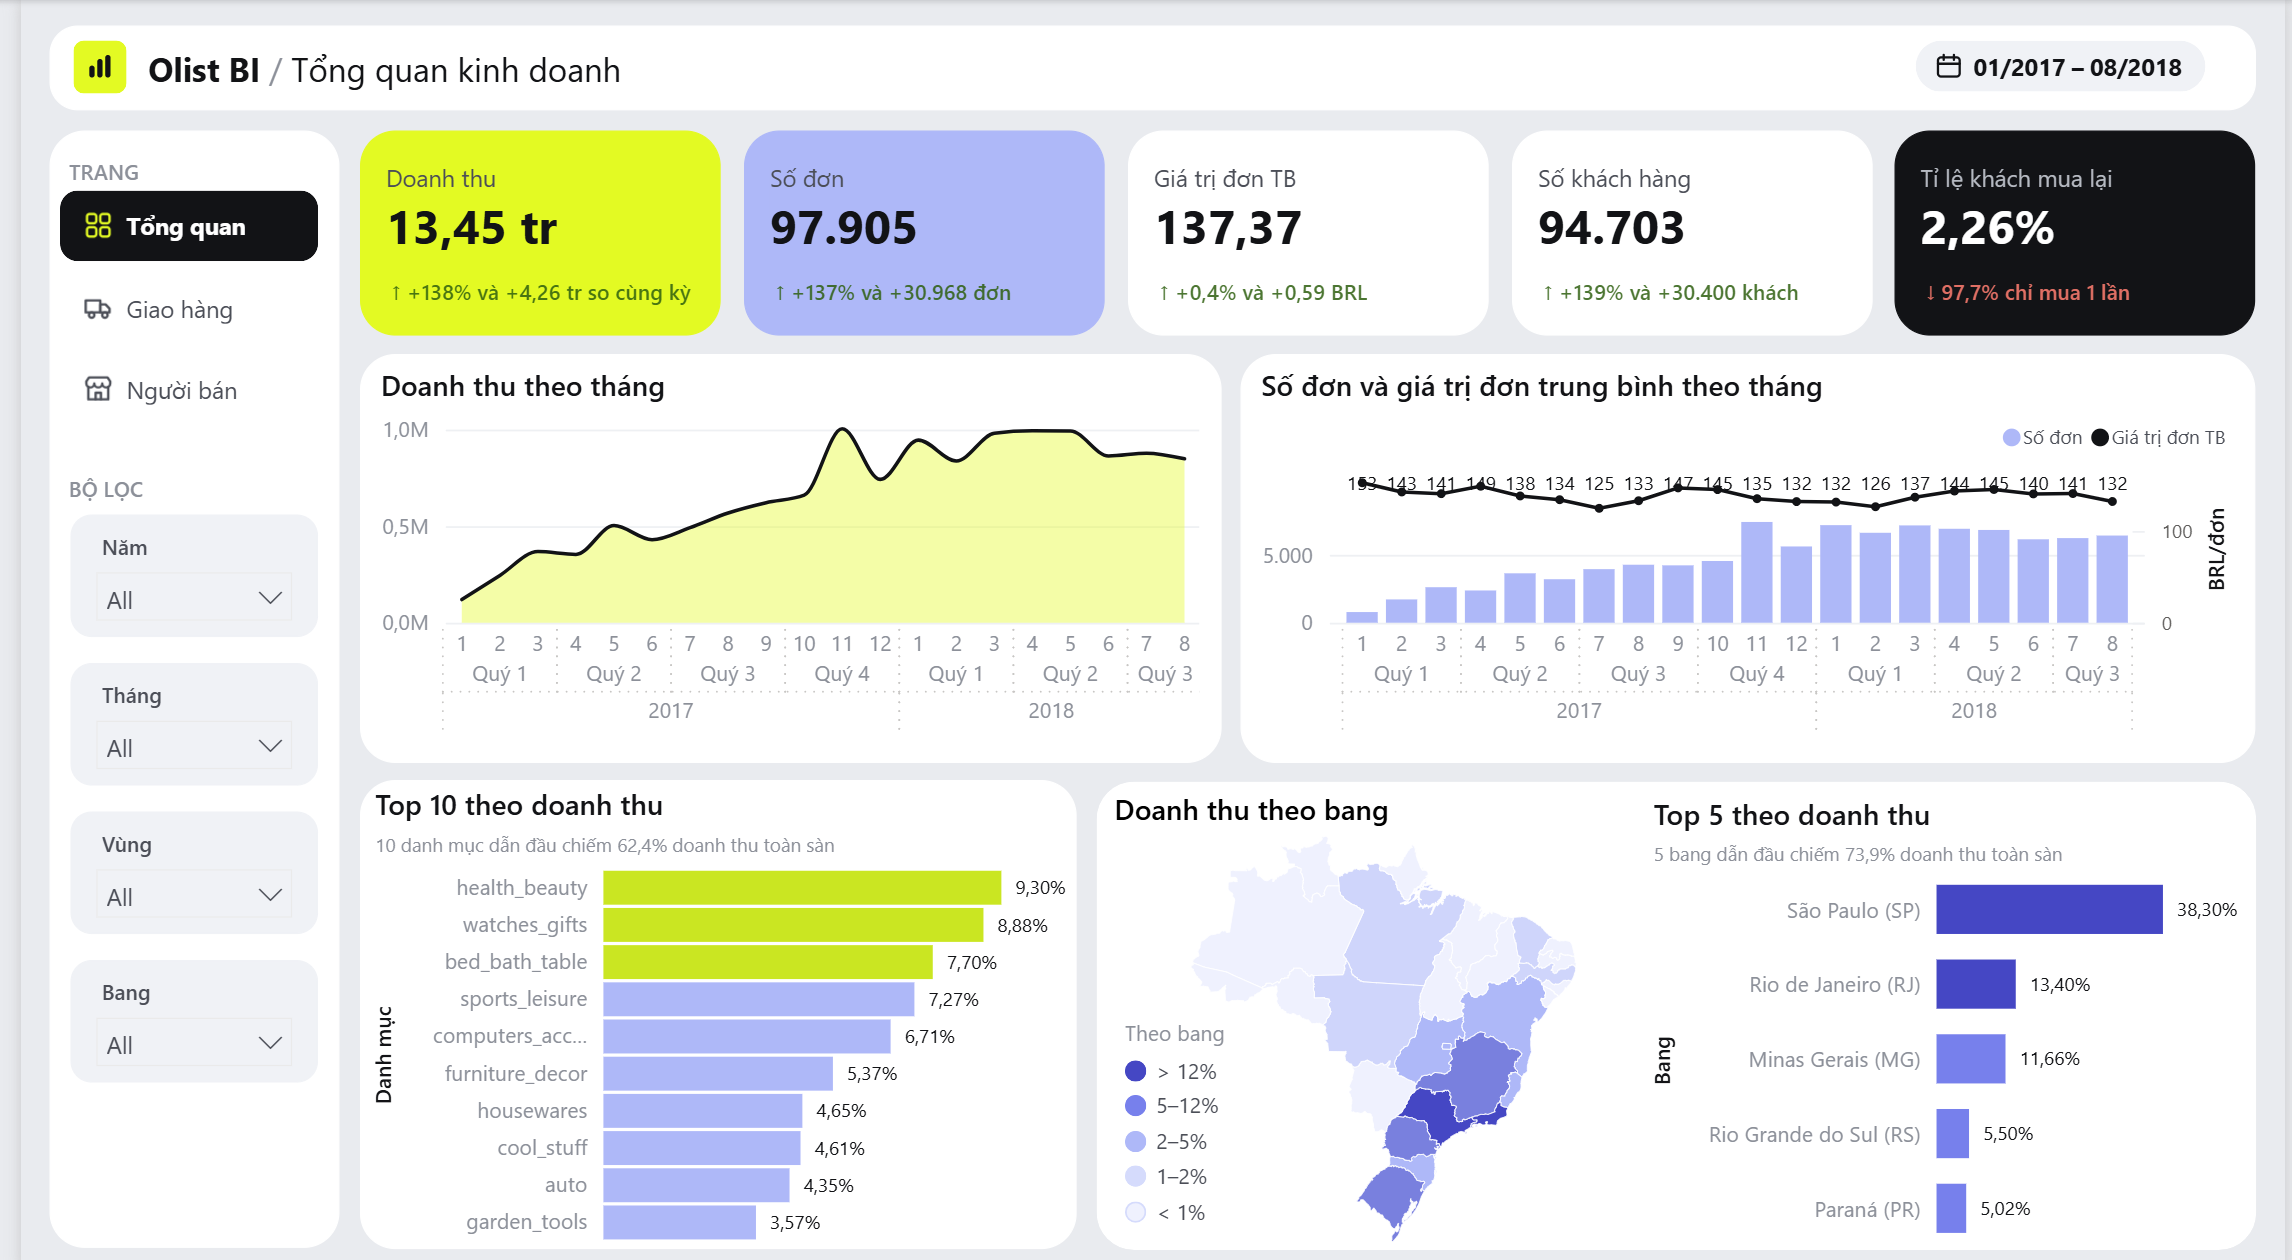 Olist BI / Tổng quan kinh doanh
01/2017 – 08/2018
TRANG
Tổng quan
Giao hàng
Người bán
BỘ LỌC
Năm
All
Tháng
All
Vùng
All
Bang
All
Doanh thu
13,45 tr
↑ +138% và +4,26 tr so cùng kỳ
Số đơn
97.905
↑ +137% và +30.968 đơn
Giá trị đơn TB
137,37
↑ +0,4% và +0,59 BRL
Số khách hàng
94.703
↑ +139% và +30.400 khách
Tỉ lệ khách mua lại
2,26%
↓ 97,7% chỉ mua 1 lần
Doanh thu theo tháng
1,0M
0,5M
0,0M
1 2 3 4 5 6 7 8 9 10 11 12 1 2 3 4 5 6 7 8
Quý 1 Quý 2 Quý 3 Quý 4 Quý 1 Quý 2 Quý 3
2017 2018
Số đơn và giá trị đơn trung bình theo tháng
Số đơn Giá trị đơn TB
153 143 141 149 138 134 125 133 147 145 135 132 132 126 137 144 145 140 141 132
5.000
0
100
0
BRL/đơn
1 2 3 4 5 6 7 8 9 10 11 12 1 2 3 4 5 6 7 8
Quý 1 Quý 2 Quý 3 Quý 4 Quý 1 Quý 2 Quý 3
2017 2018
Top 10 theo doanh thu
10 danh mục dẫn đầu chiếm 62,4% doanh thu toàn sàn
Danh mục
health_beauty 9,30%
watches_gifts 8,88%
bed_bath_table 7,70%
sports_leisure 7,27%
computers_acc... 6,71%
furniture_decor 5,37%
housewares 4,65%
cool_stuff 4,61%
auto 4,35%
garden_tools 3,57%
Doanh thu theo bang
Theo bang
> 12%
5–12%
2–5%
1–2%
< 1%
Top 5 theo doanh thu
5 bang dẫn đầu chiếm 73,9% doanh thu toàn sàn
Bang
São Paulo (SP) 38,30%
Rio de Janeiro (RJ) 13,40%
Minas Gerais (MG) 11,66%
Rio Grande do Sul (RS) 5,50%
Paraná (PR) 5,02%